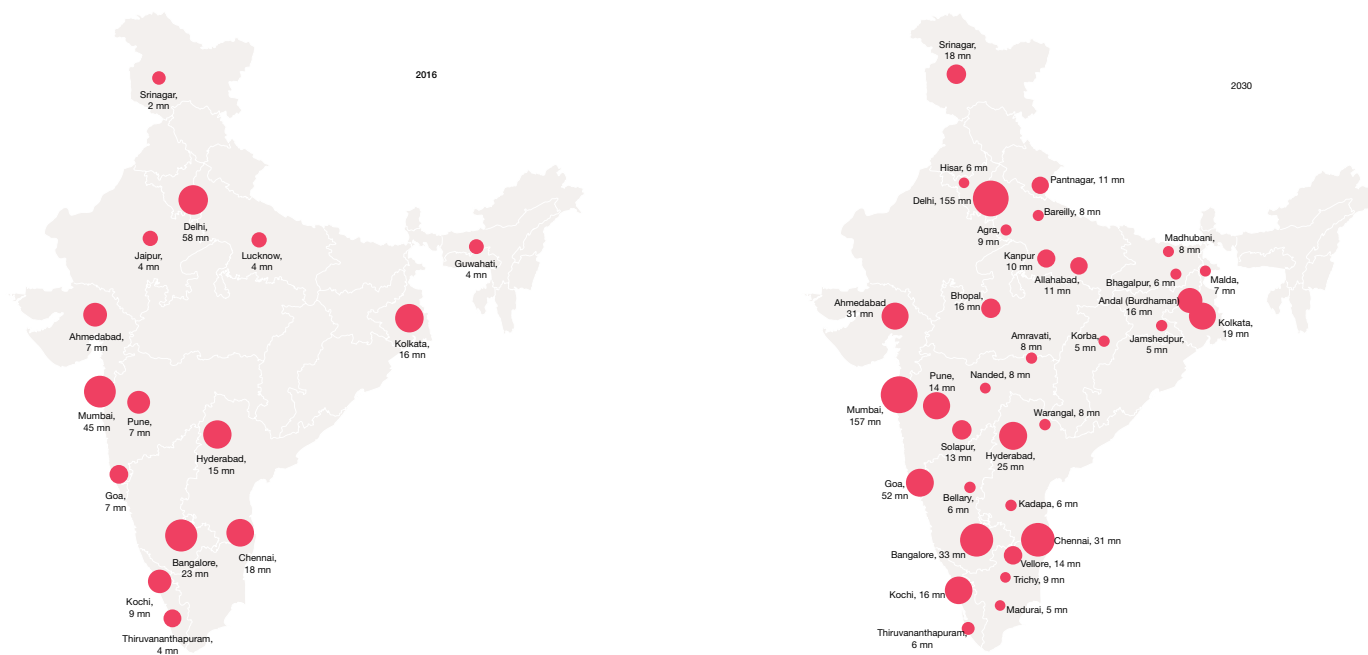 2016
Srinagar,
2 mn
Delhi,
58 mn
Jaipur,
4 mn
Lucknow,
4 mn
Guwahati,
4 mn
Ahmedabad,
7 mn
Kolkata,
16 mn
Mumbai,
45 mn
Pune,
7 mn
Hyderabad,
15 mn
Goa,
7 mn
Bangalore,
23 mn
Chennai,
18 mn
Kochi,
9 mn
Thiruvananthapuram,
4 mn
2030
Srinagar,
18 mn
Hisar, 6 mn
Pantnagar, 11 mn
Delhi, 155 mn
Bareilly, 8 mn
Agra,
9 mn
Madhubani,
8 mn
Kanpur
10 mn
Allahabad,
11 mn
Bhagalpur, 6 mn
Malda,
7 mn
Ahmedabad
31 mn
Bhopal,
16 mn
Andal (Burdhaman)
16 mn
Kolkata,
19 mn
Amravati,
8 mn
Korba,
5 mn
Jamshedpur,
5 mn
Pune,
14 mn
Nanded, 8 mn
Mumbai,
157 mn
Warangal, 8 mn
Solapur,
13 mn
Hyderabad,
25 mn
Goa,
52 mn
Bellary,
6 mn
Kadapa, 6 mn
Bangalore, 33 mn
Chennai, 31 mn
Vellore, 14 mn
Trichy, 9 mn
Kochi, 16 mn
Madurai, 5 mn
Thiruvananthapuram,
6 mn